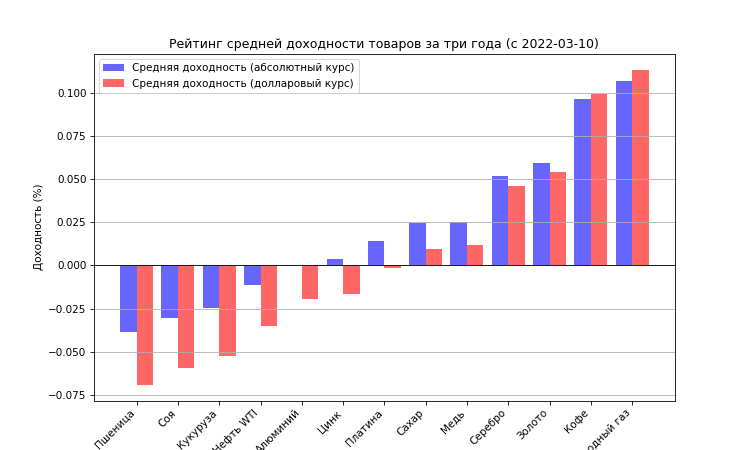 Рейтинг средней доходности товаров за три года (с 2022-03-10)
Средняя доходность (абсолютный курс)
Средняя доходность (долларовый курс)
Доходность (%)
0.100
0.075
0.050
0.025
0.000
−0.025
−0.050
−0.075
Пшеница
Соя
Кукуруза
Нефть WTI
Алюминий
Цинк
Платина
Сахар
Медь
Серебро
Золото
Кофе
одный газ